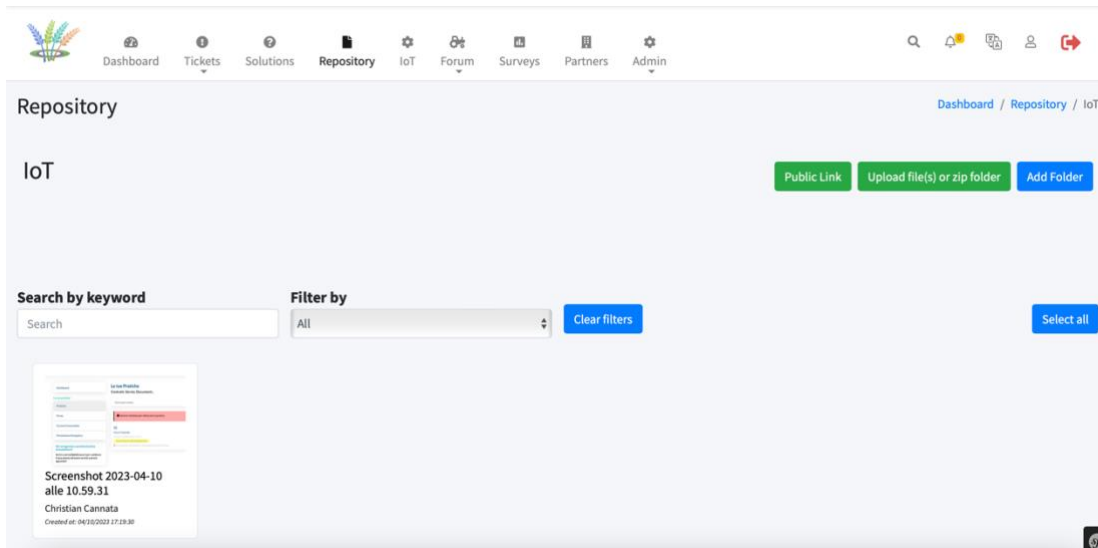 Dashboard
Tickets
Solutions
Repository
IoT
Forum
Surveys
Partners
Admin
Repository
Dashboard / Repository / IoT
IoT
Public Link
Upload file(s) or zip folder
Add Folder
Search by keyword
Filter by
Search
All
Clear filters
Select all
Screenshot 2023-04-10
alle 10.59.31
Christian Cannata
Created at: 04/10/2023 17:19:30